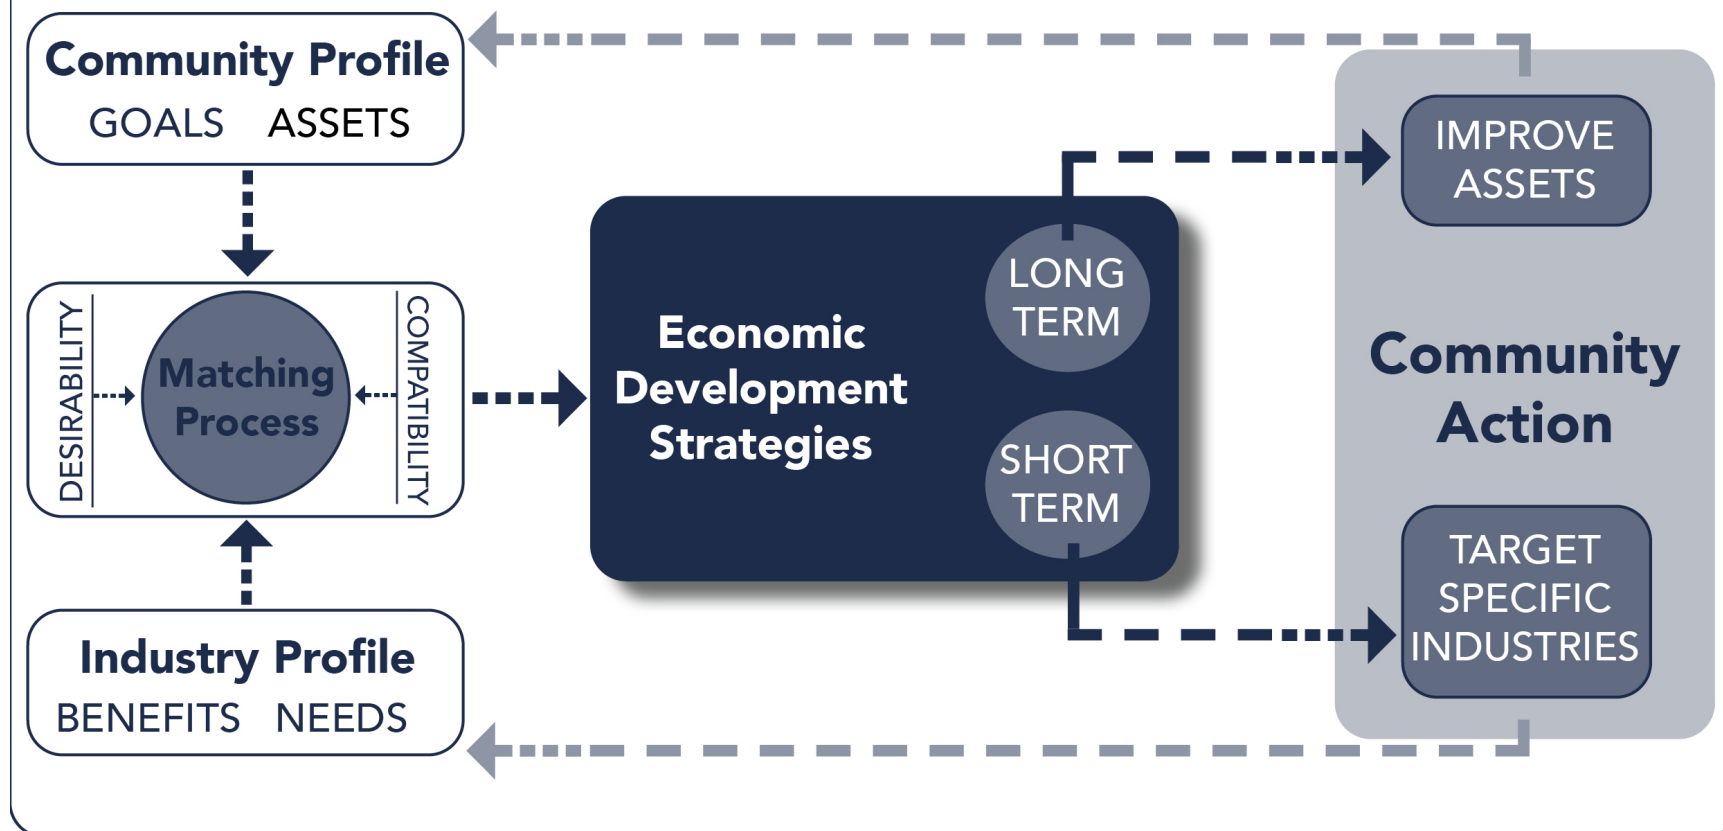 Community Profile
GOALS ASSETS
DESIRABILITY
Matching
Process
COMPATIBILITY
Industry Profile
BENEFITS NEEDS
Economic
Development
Strategies
LONG
TERM
SHORT
TERM
IMPROVE
ASSETS
Community
Action
TARGET
SPECIFIC
INDUSTRIES